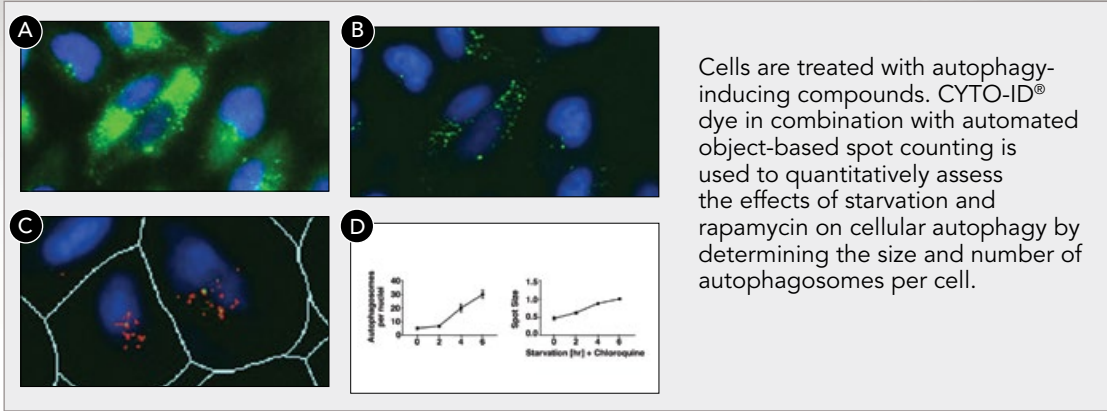 A
B
Cells are treated with autophagy-
inducing compounds. CYTO-ID®
dye in combination with automated
object-based spot counting is
used to quantitatively assess
the effects of starvation and
rapamycin on cellular autophagy by
determining the size and number of
autophagosomes per cell.
C
D
Autophagosomes
per nuclei
40
30
20
10
0
0 2 4 6
Spot Size
1.5
1.0
0.5
0.0
0 2 4 6
Starvation [hr] + Chloroquine